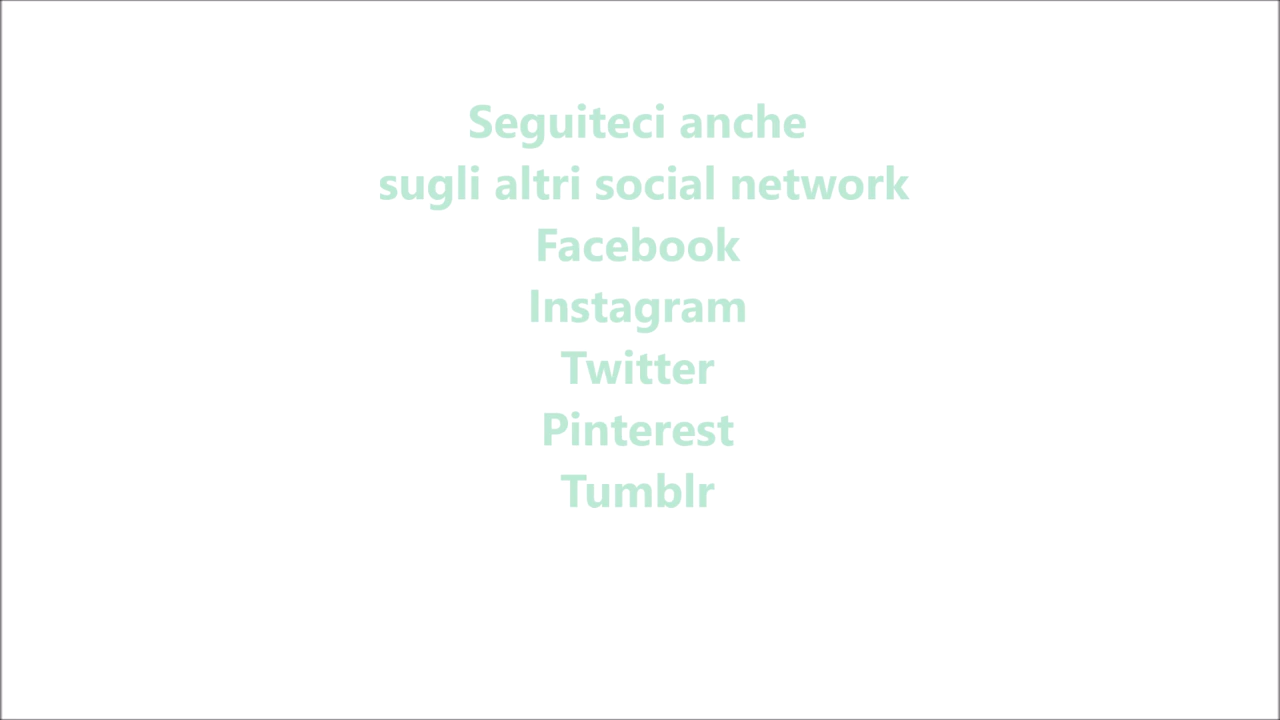 Seguiteci anche
sugli altri social network
Facebook
Instagram
Twitter
Pinterest
Tumblr